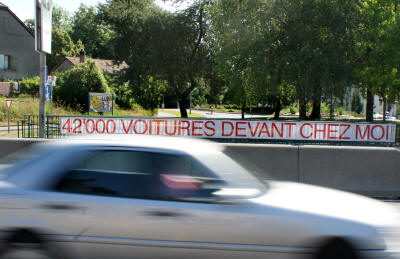 42'000 VOITURES DEVANT CHEZ MOI